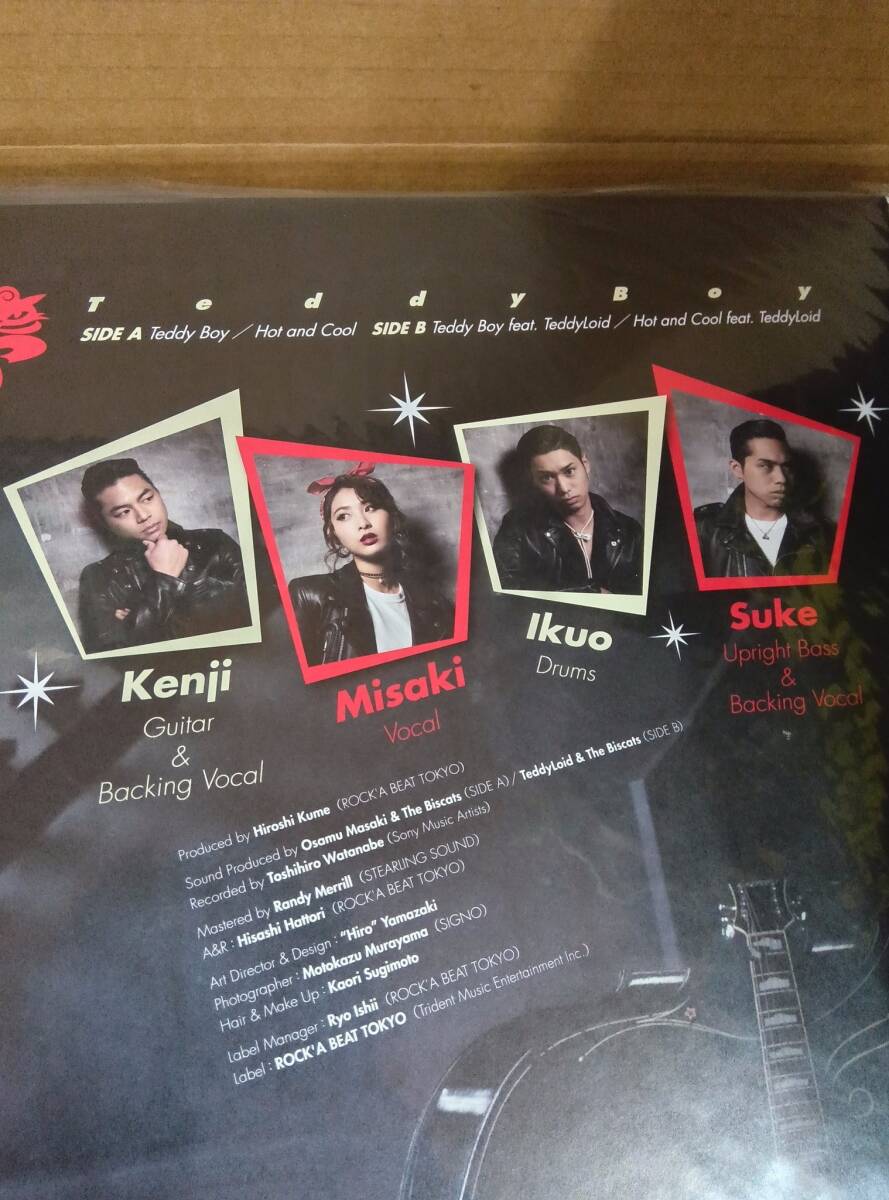 Teddy Boy
SIDE A Teddy Boy／Hot and Cool SIDE B Teddy Boy feat. TeddyLoid／Hot and Cool feat. TeddyLoid
Kenji
Guitar
&
Backing Vocal
Misaki
Vocal
Ikuo
Drums
Suke
Upright Bass
&
Backing Vocal
Produced by Hiroshi Kume (ROCK'A BEAT TOKYO)
Sound Produced by Osamu Masaki & The Biscats (SIDE A) / TeddyLoid & The Biscats (SIDE B)
Recorded by Toshihiro Watanabe (Sony Music Artists)
Mastered by Randy Merrill (STEARLING SOUND)
A&R : Hisashi Hattori (ROCK'A BEAT TOKYO)
Art Director & Design : "Hiro" Yamazaki
Photographer : Motokazu Murayama (SIGNO)
Hair & Make Up : Kaori Sugimoto
Label Manager : Ryo Ishii (ROCK'A BEAT TOKYO)
Label : ROCK'A BEAT TOKYO (Trident Music Entertainment Inc.)